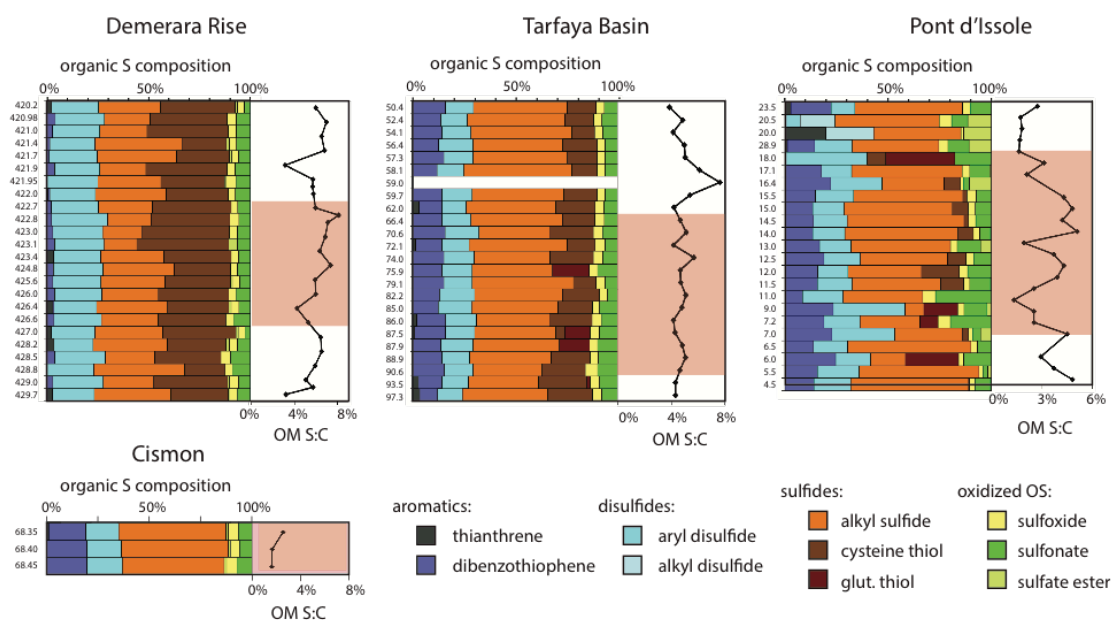 Demerara Rise
organic S composition
0% 50% 100%
420.2
420.98
421.0
421.4
421.7
421.9
421.95
422.0
422.7
422.8
423.0
423.1
423.4
424.8
425.6
426.0
426.4
426.6
427.0
428.2
428.5
428.8
429.0
429.7
0% 4% 8%
OM S:C
Tarfaya Basin
organic S composition
0% 50% 100%
50.4
52.4
54.1
56.4
57.3
58.1
59.0
59.7
62.0
66.4
70.6
72.1
74.0
75.9
79.1
82.2
85.0
86.0
87.5
87.9
88.9
90.6
93.5
97.3
0% 4% 8%
OM S:C
Pont d'Issole
organic S composition
0% 50% 100%
23.5
20.5
20.0
28.9
18.0
17.1
16.4
15.5
15.0
14.5
14.0
13.0
12.5
12.0
11.5
11.0
9.0
7.2
7.0
6.5
6.0
5.5
4.5
0% 3% 6%
OM S:C
Cismon
organic S composition
0% 50% 100%
68.35
68.40
68.45
0% 4% 8%
OM S:C
aromatics:
thianthrene
dibenzothiophene
disulfides:
aryl disulfide
alkyl disulfide
sulfides:
alkyl sulfide
cysteine thiol
glut. thiol
oxidized OS:
sulfoxide
sulfonate
sulfate ester